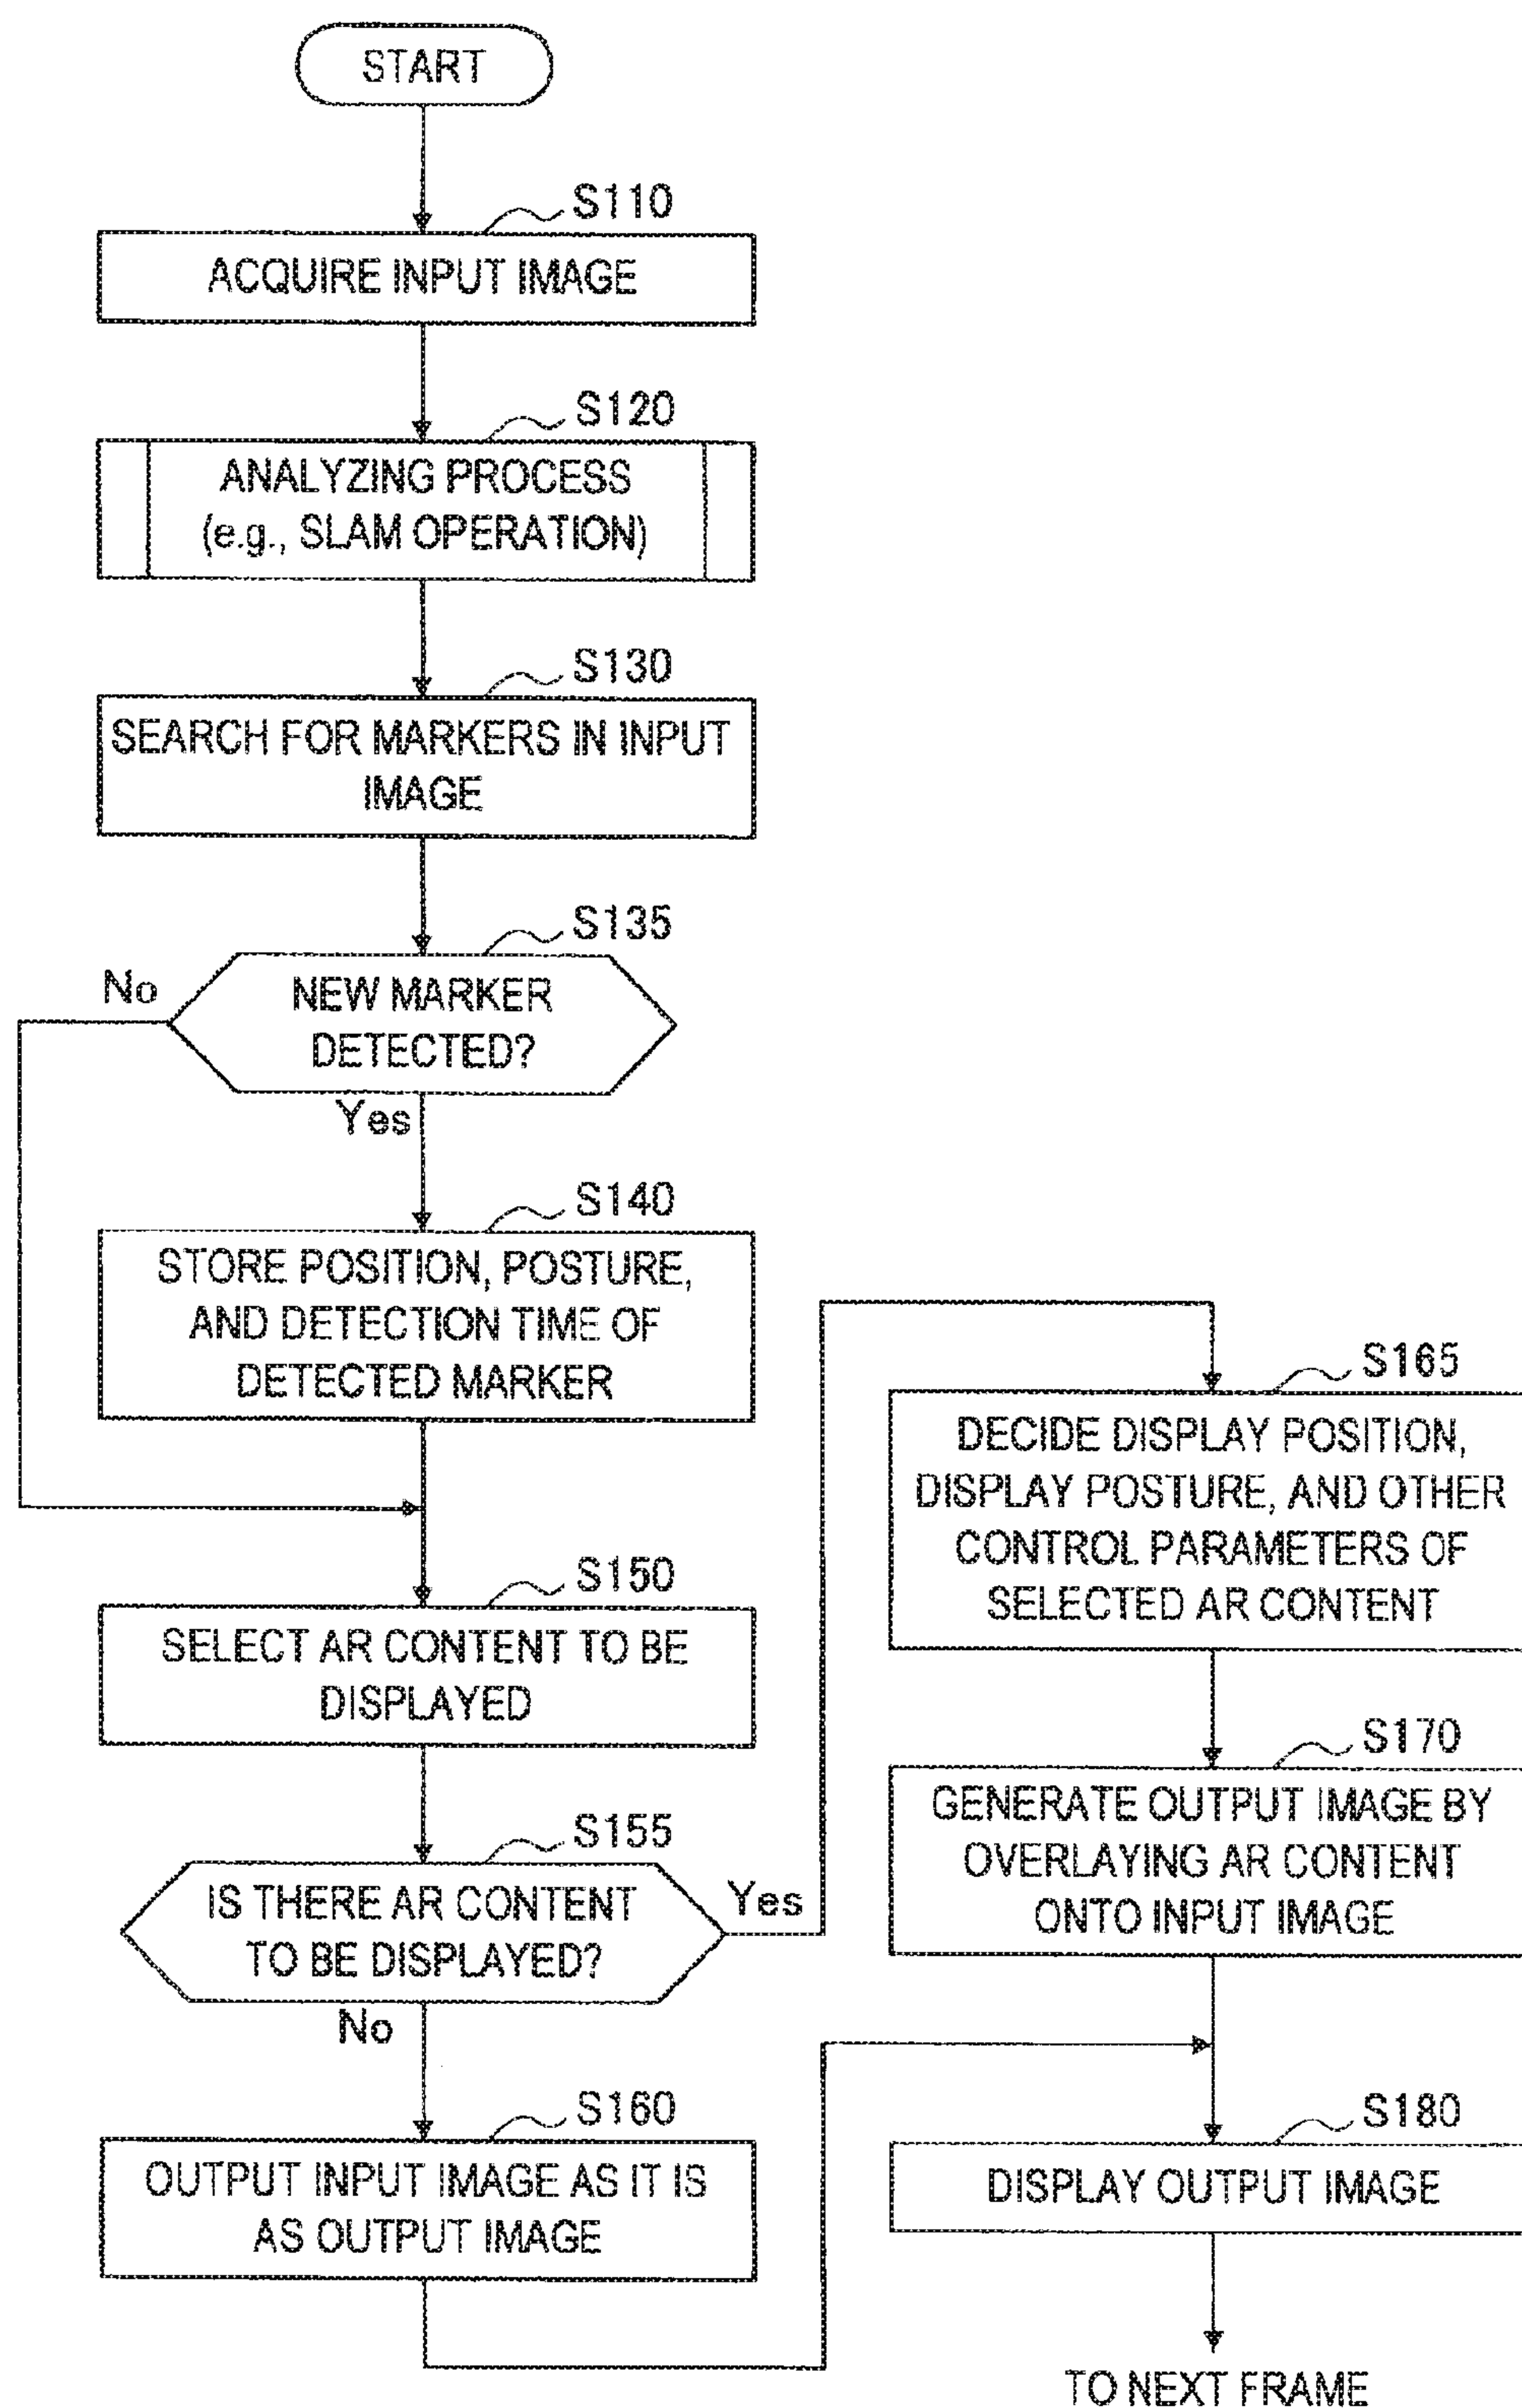 START
S110
ACQUIRE INPUT IMAGE
S120
ANALYZING PROCESS
(e.g., SLAM OPERATION)
S130
SEARCH FOR MARKERS IN INPUT
IMAGE
S135
No
NEW MARKER
DETECTED?
Yes
S140
STORE POSITION, POSTURE,
AND DETECTION TIME OF
DETECTED MARKER
S150
SELECT AR CONTENT TO BE
DISPLAYED
S155
IS THERE AR CONTENT
TO BE DISPLAYED?
Yes
No
S160
OUTPUT INPUT IMAGE AS IT IS
AS OUTPUT IMAGE
S165
DECIDE DISPLAY POSITION,
DISPLAY POSTURE, AND OTHER
CONTROL PARAMETERS OF
SELECTED AR CONTENT
S170
GENERATE OUTPUT IMAGE BY
OVERLAYING AR CONTENT
ONTO INPUT IMAGE
S180
DISPLAY OUTPUT IMAGE
TO NEXT FRAME